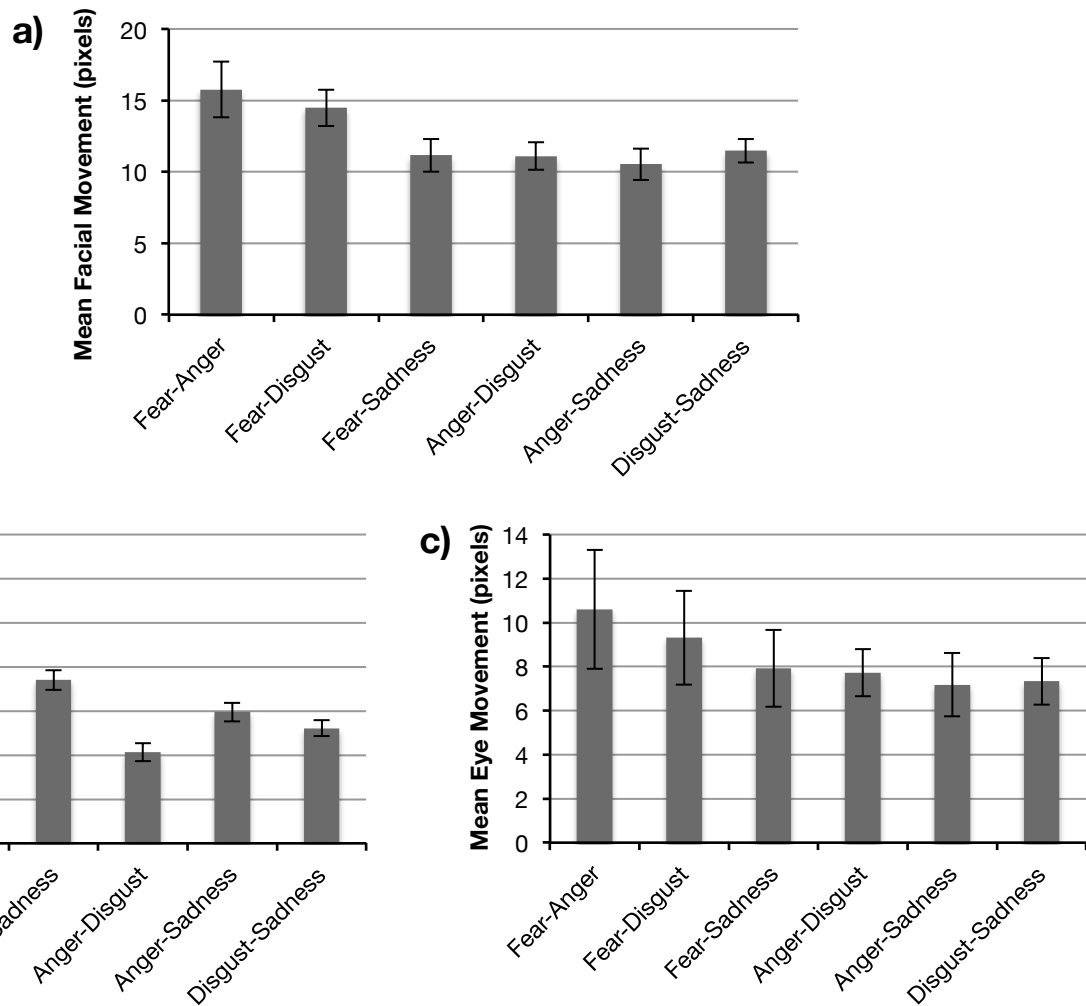 a)
Mean Facial Movement (pixels)
20
15
10
5
0
Fear-Anger
Fear-Disgust
Fear-Sadness
Anger-Disgust
Anger-Sadness
Disgust-Sadness
Sadness
Anger-Disgust
Anger-Sadness
Disgust-Sadness
c)
Mean Eye Movement (pixels)
14
12
10
8
6
4
2
0
Fear-Anger
Fear-Disgust
Fear-Sadness
Anger-Disgust
Anger-Sadness
Disgust-Sadness